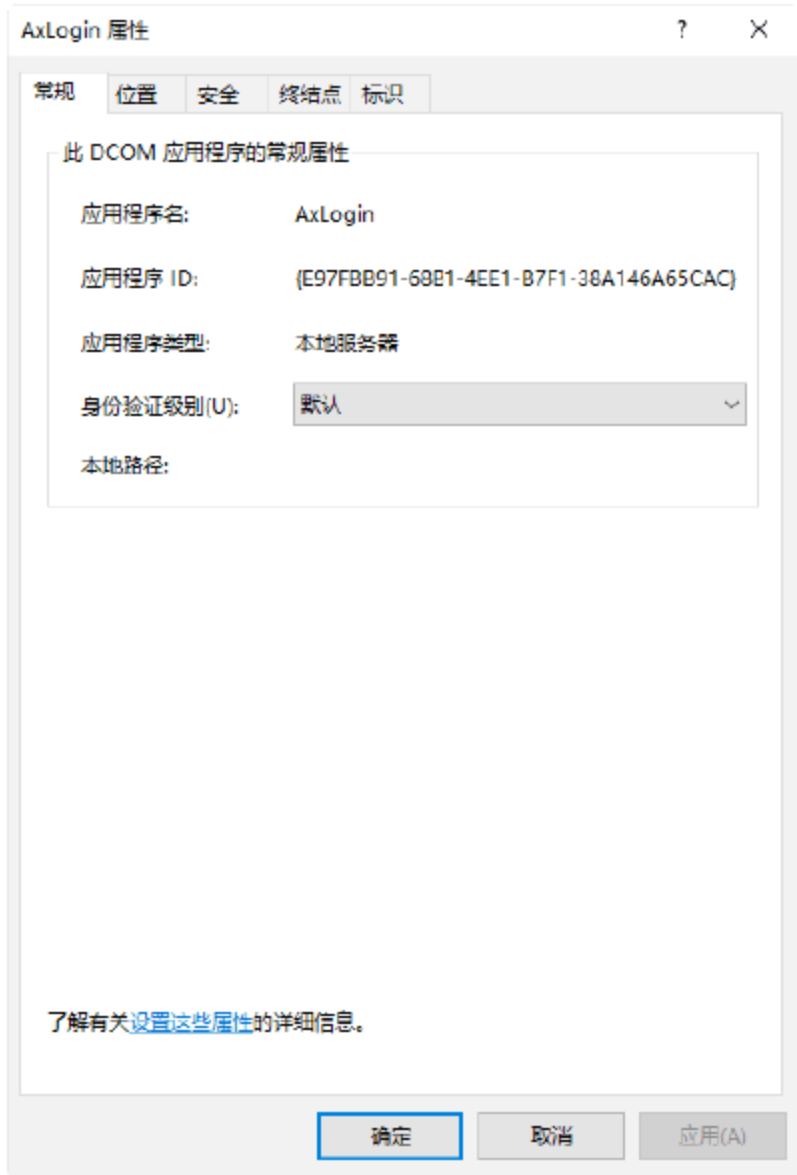 AxLogin 属性
常规 位置 安全 终结点 标识
此 DCOM 应用程序的常规属性
应用程序名: AxLogin
应用程序 ID: {E97FBB91-68B1-4EE1-B7F1-38A146A65CAC}
应用程序类型: 本地服务器
身份验证级别(U): 默认
本地路径:
了解有关设置这些属性的详细信息。
确定 取消 应用(A)